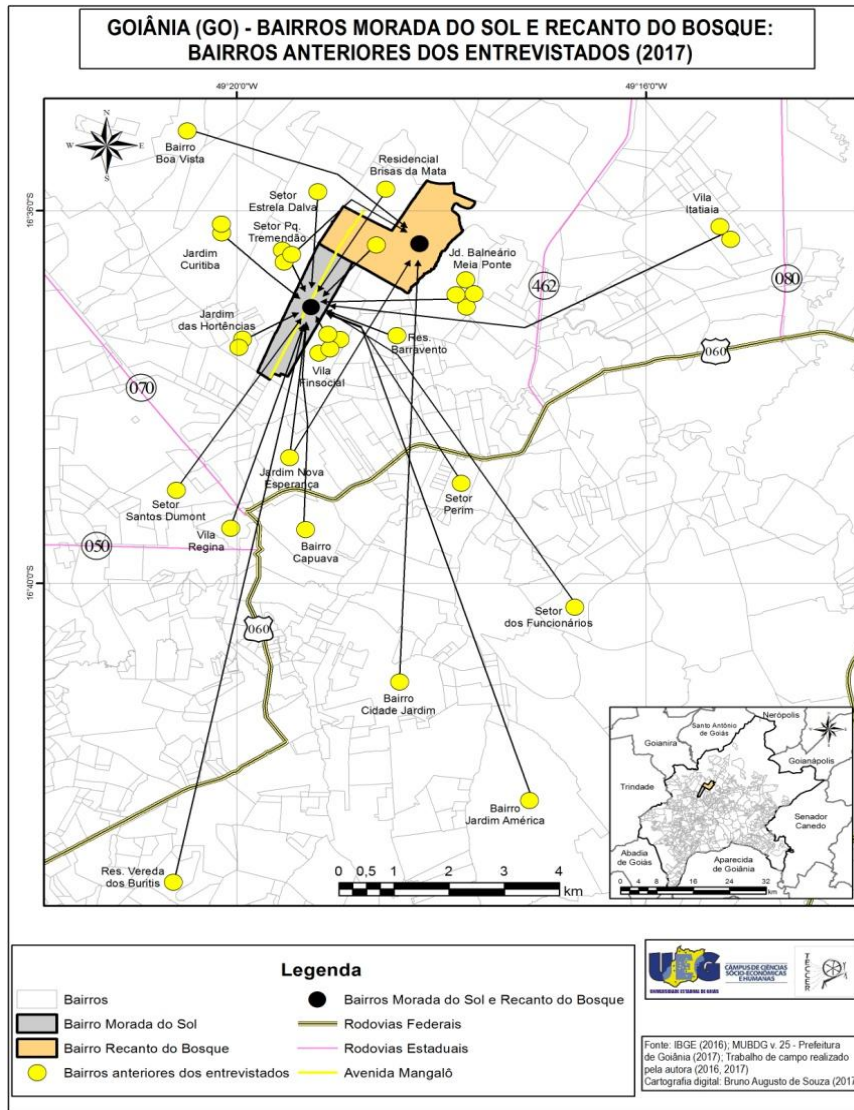 GOIÂNIA (GO) - BAIRROS MORADA DO SOL E RECANTO DO BOSQUE:
BAIRROS ANTERIORES DOS ENTREVISTADOS (2017)
49°20'0"W
49°16'0"W
16°36'0"S
16°40'0"S
N
W
E
S
Bairro
Boa Vista
Residencial
Brisas da Mata
Setor
Estrela Dalva
Setor Pq.
Tremendão
Jardim
Curitiba
Vila
Itatiaia
Jd. Balneário
Meia Ponte
462
080
Jardim
das Hortências
Res.
Barravento
Vila
Finsocial
060
070
Jardim Nova
Esperança
Setor
Santos Dumont
Setor
Perim
Vila
Regina
Bairro
Capuava
050
060
Setor
dos Funcionários
Bairro
Cidade Jardim
Bairro
Jardim América
Res. Vereda
dos Buritis
0 0,5 1 2 3 4
km
Nerópolis
Santo Antônio
de Goiás
Goianira
Goianápolis
Trindade
Senador
Canedo
Abadia
de Goiás
Aparecida
de Goiânia
0 4 8 16 24 32
km
Legenda
Bairros
Bairro Morada do Sol
Bairro Recanto do Bosque
Bairros anteriores dos entrevistados
Bairros Morada do Sol e Recanto do Bosque
Rodovias Federais
Rodovias Estaduais
Avenida Mangalô
UEG
UNIVERSIDADE ESTADUAL DE GOIÁS
CÂMPUS DE CIÊNCIAS
SÓCIO-ECONÔMICAS
E HUMANAS
TECCER
Fonte: IBGE (2016); MUBDG v. 25 - Prefeitura
de Goiânia (2017); Trabalho de campo realizado
pela autora (2016, 2017)
Cartografia digital: Bruno Augusto de Souza (2017